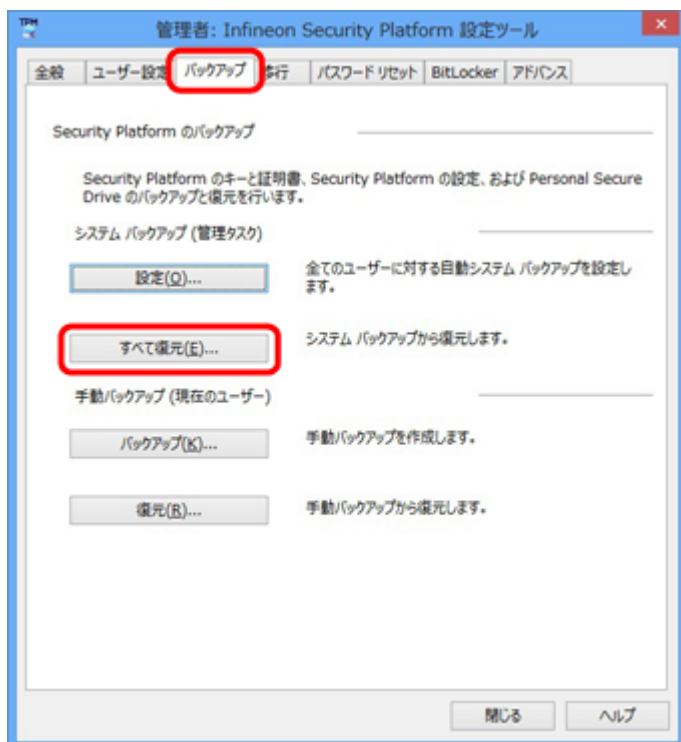 TPM
管理者: Infineon Security Platform 設定ツール
全般 ユーザー設定 バックアップ 移行 パスワード リセット BitLocker アドバンス
Security Platform のバックアップ
Security Platform のキーと証明書、Security Platform の設定、および Personal Secure
Drive のバックアップと復元を行います。
システム バックアップ (管理タスク)
設定(O)...
全てのユーザーに対する自動システム バックアップを設定し
ます。
すべて復元(E)...
システム バックアップから復元します。
手動バックアップ (現在のユーザー)
バックアップ(K)...
手動バックアップを作成します。
復元(R)...
手動バックアップから復元します。
閉じる ヘルプ